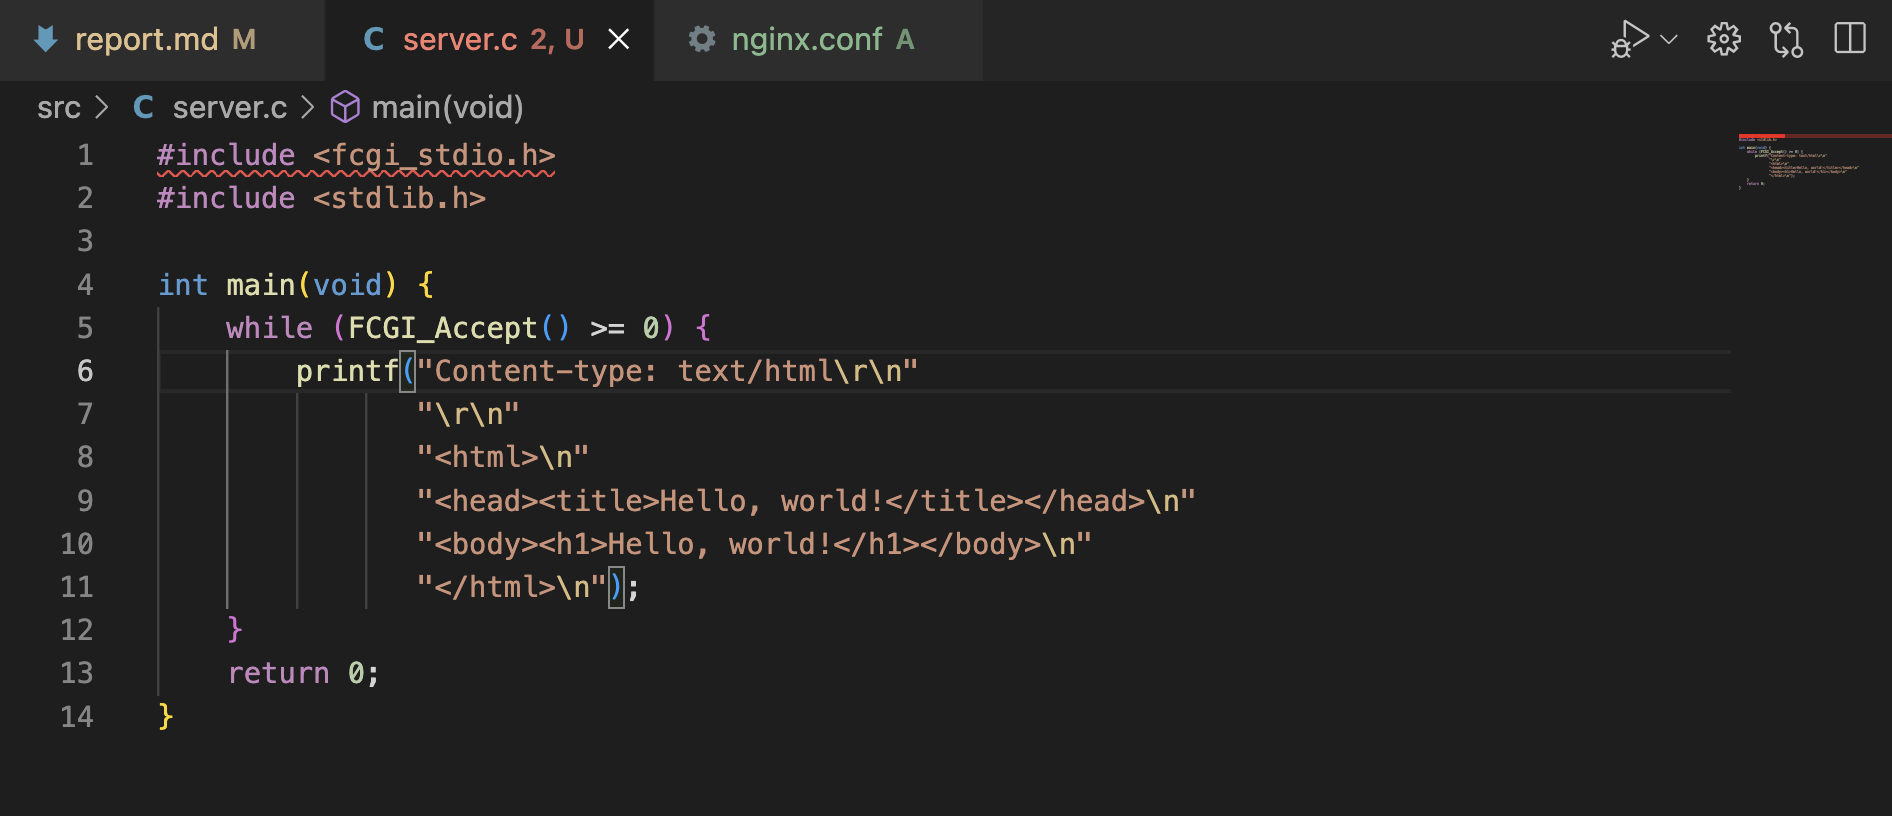 report.md M
C server.c 2, U
nginx.conf A
src > C server.c > main(void)
1 #include <fcgi_stdio.h>
2 #include <stdlib.h>
3
4 int main(void) {
5     while (FCGI_Accept() >= 0) {
6         printf("Content-type: text/html\r\n"
7                "\r\n"
8                "<html>\n"
9                "<head><title>Hello, world!</title></head>\n"
10                "<body><h1>Hello, world!</h1></body>\n"
11                "</html>\n");
12     }
13     return 0;
14 }